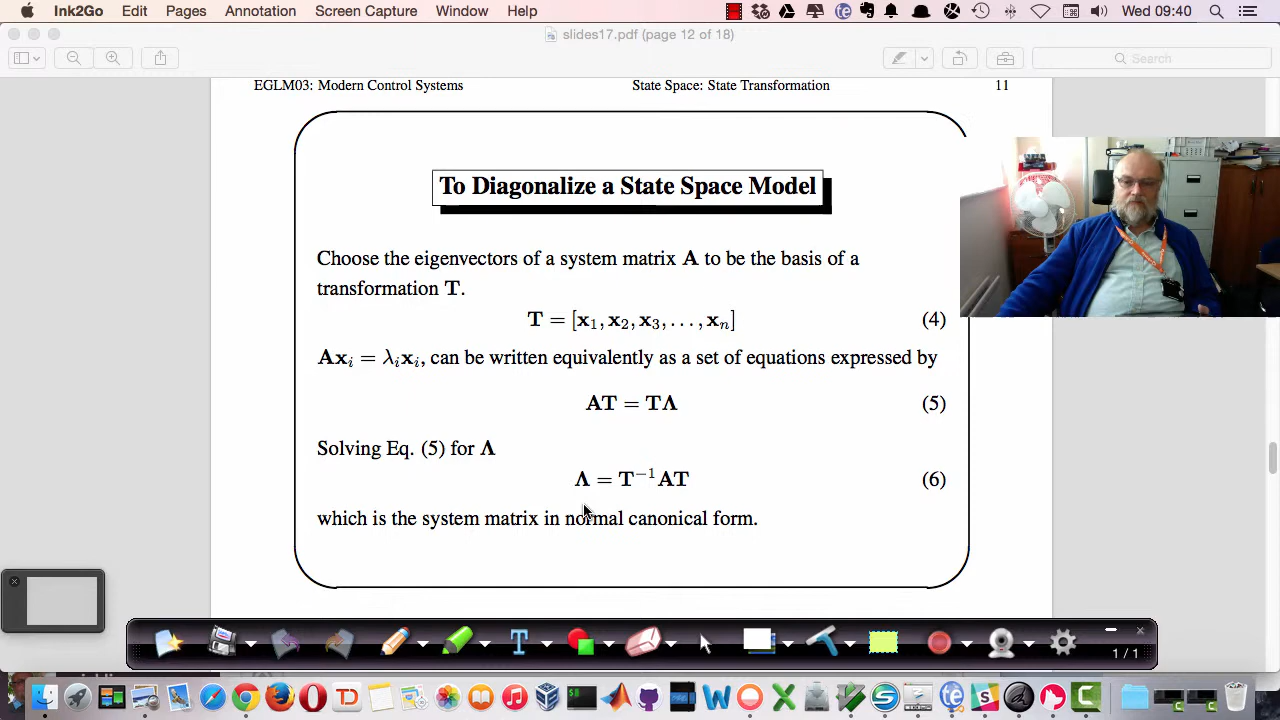 Ink2Go Edit Pages Annotation Screen Capture Window Help Wed 09:40
slides17.pdf (page 12 of 18)
Search
EGLM03: Modern Control Systems State Space: State Transformation 11
To Diagonalize a State Space Model
Choose the eigenvectors of a system matrix A to be the basis of a
transformation T.
T = [x₁, x₂, x₃, . . . , xₙ] (4)
Axᵢ = λᵢxᵢ, can be written equivalently as a set of equations expressed by
AT = TΛ (5)
Solving Eq. (5) for Λ
Λ = T⁻¹AT (6)
which is the system matrix in normal canonical form.
T
1 / 1
TD W X S te S C